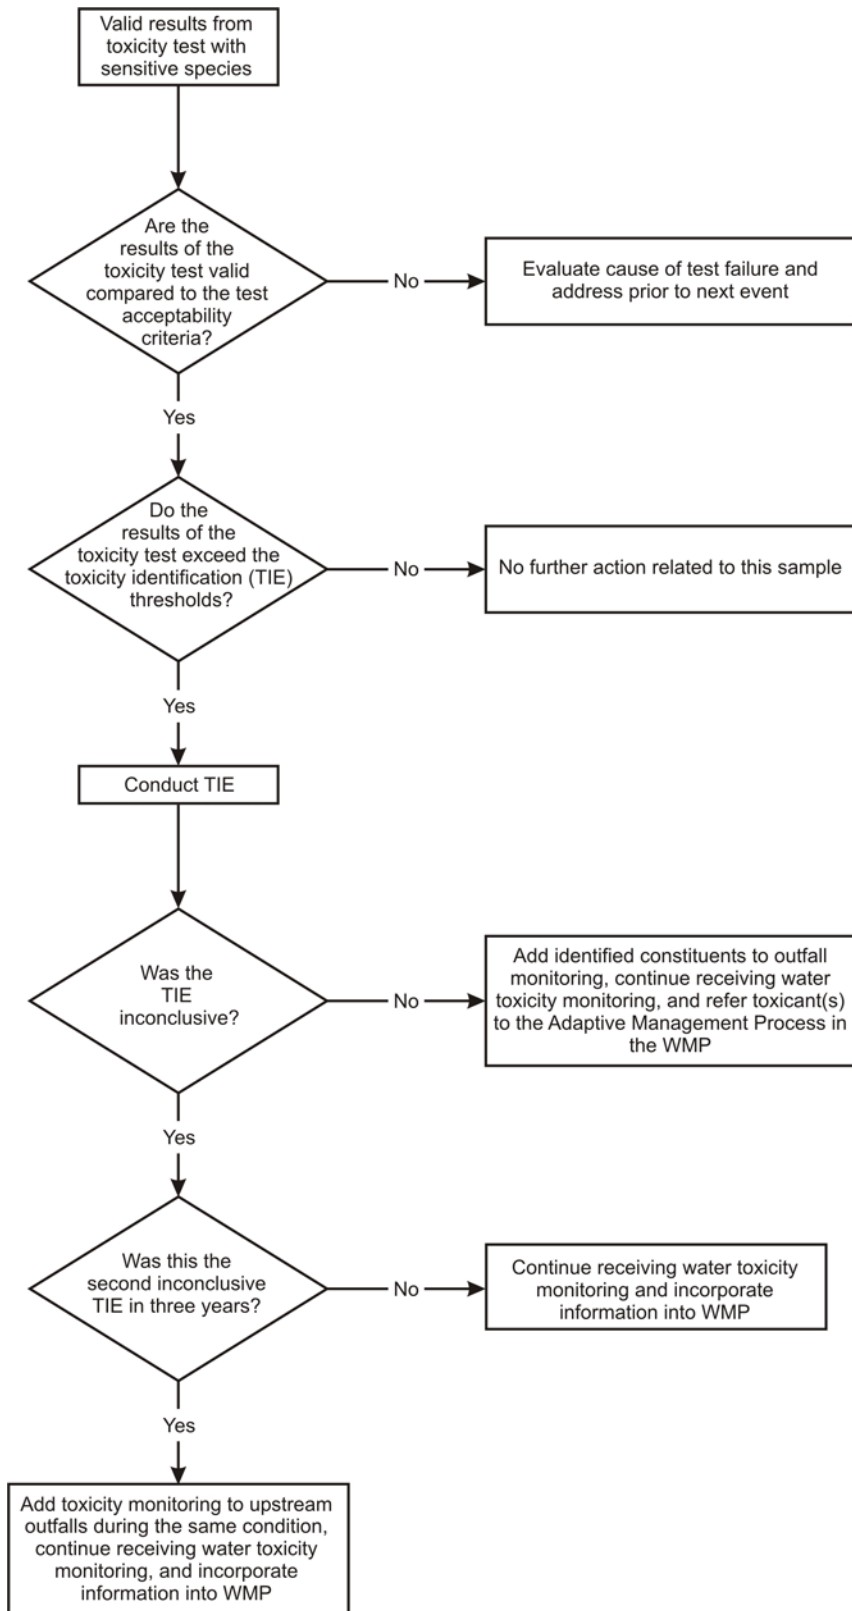 Valid results from
toxicity test with
sensitive species
Are the
results of the
toxicity test valid
compared to the test
acceptability
criteria?
No
Evaluate cause of test failure and
address prior to next event
Yes
Do the
results of the
toxicity test exceed the
toxicity identification (TIE)
thresholds?
No
No further action related to this sample
Yes
Conduct TIE
Was the
TIE
inconclusive?
No
Add identified constituents to outfall
monitoring, continue receiving water
toxicity monitoring, and refer toxicant(s)
to the Adaptive Management Process in
the WMP
Yes
Was this the
second inconclusive
TIE in three years?
No
Continue receiving water toxicity
monitoring and incorporate
information into WMP
Yes
Add toxicity monitoring to upstream
outfalls during the same condition,
continue receiving water toxicity
monitoring, and incorporate
information into WMP